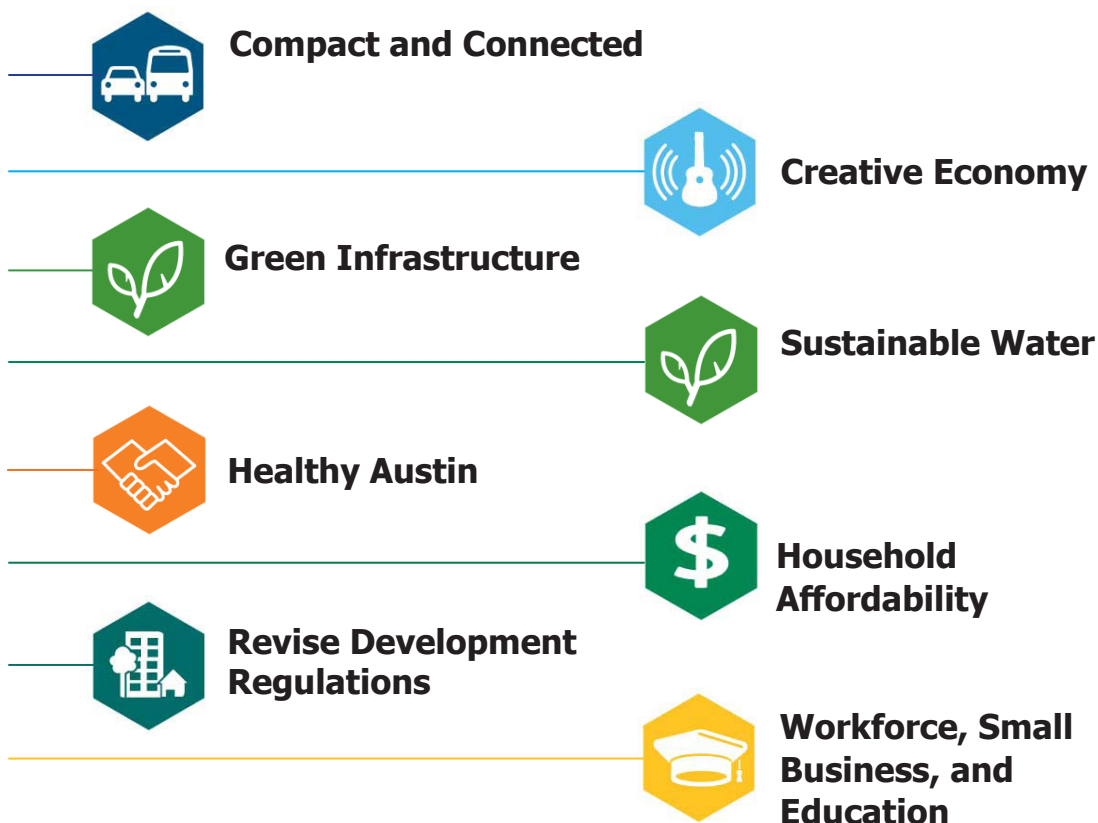 Compact and Connected
Creative Economy
Green Infrastructure
Sustainable Water
Healthy Austin
$
Household
Affordability
Revise Development
Regulations
Workforce, Small
Business, and
Education